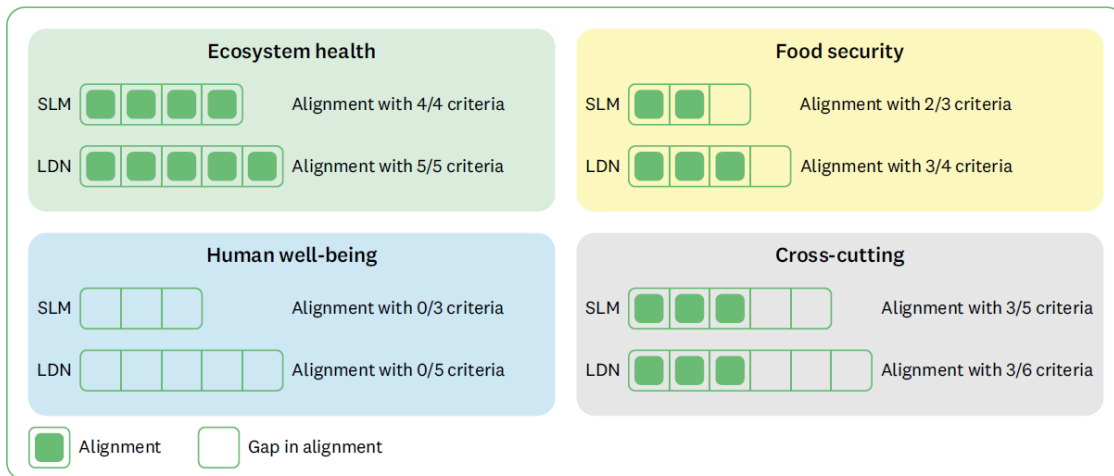 Ecosystem health
SLM Alignment with 4/4 criteria
LDN Alignment with 5/5 criteria
Food security
SLM Alignment with 2/3 criteria
LDN Alignment with 3/4 criteria
Human well-being
SLM Alignment with 0/3 criteria
LDN Alignment with 0/5 criteria
Cross-cutting
SLM Alignment with 3/5 criteria
LDN Alignment with 3/6 criteria
Alignment Gap in alignment